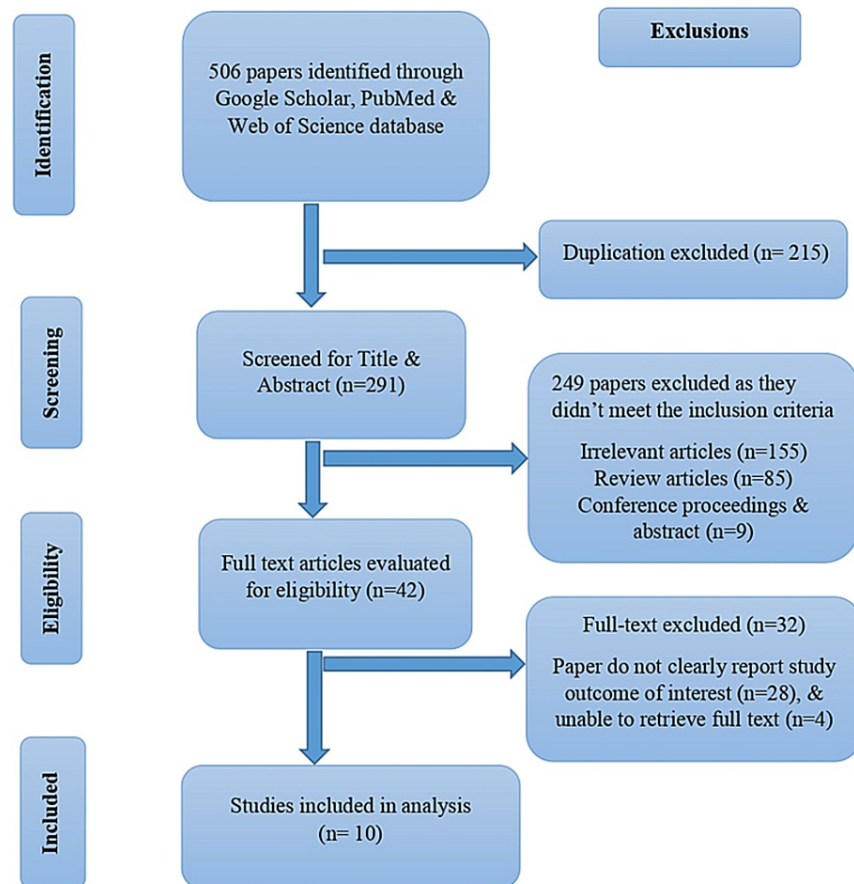 Identification
506 papers identified through
Google Scholar, PubMed &
Web of Science database
Exclusions
Duplication excluded (n= 215)
Screening
Screened for Title &
Abstract (n=291)
249 papers excluded as they
didn’t meet the inclusion criteria
Irrelevant articles (n=155)
Review articles (n=85)
Conference proceedings &
abstract (n=9)
Eligibility
Full text articles evaluated
for eligibility (n=42)
Full-text excluded (n=32)
Paper do not clearly report study
outcome of interest (n=28), &
unable to retrieve full text (n=4)
Included
Studies included in analysis
(n= 10)